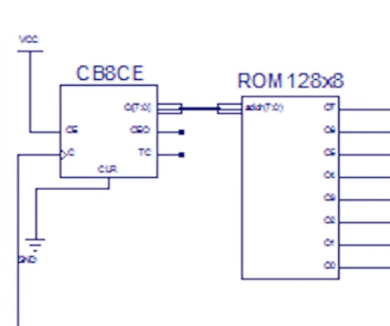 VCC
CB8CE
Q(7:0)
CE
CEO
C
TC
CLR
GND
ROM128x8
addr(7:0)
O7
O6
O5
O4
O3
O2
O1
O0